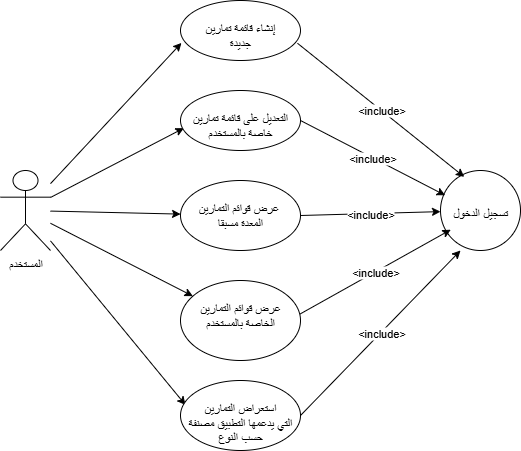 إنشاء قائمة تمارين
جديدة
<include>
التعديل على قائمة تمارين
خاصة بالمستخدم
<include>
عرض قوائم التمارين
المعدة مسبقا
<include>
تسجيل الدخول
المستخدم
<include>
عرض قوائم التمارين
الخاصة بالمستخدم
<include>
استعراض التمارين
التي يدعمها التطبيق مصنفة
حسب النوع